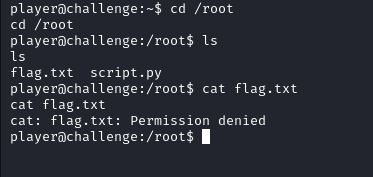 player@challenge:~$ cd /root
cd /root
player@challenge:/root$ ls
ls
flag.txt  script.py
player@challenge:/root$ cat flag.txt
cat flag.txt
cat: flag.txt: Permission denied
player@challenge:/root$